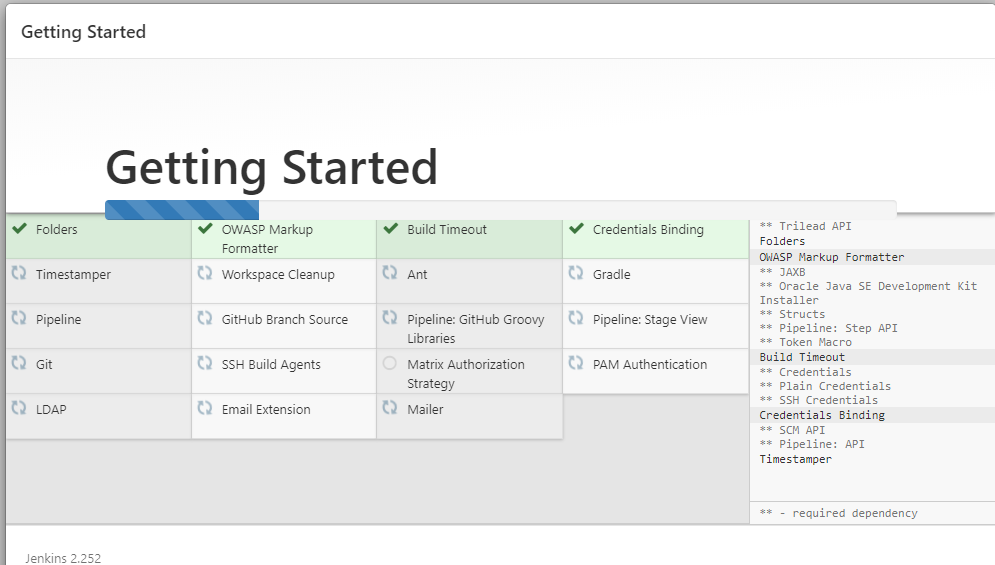 Getting Started
Getting Started
Folders
OWASP Markup
Formatter
Build Timeout
Credentials Binding
Timestamper
Workspace Cleanup
Ant
Gradle
Pipeline
GitHub Branch Source
Pipeline: GitHub Groovy
Libraries
Pipeline: Stage View
Git
SSH Build Agents
Matrix Authorization
Strategy
PAM Authentication
LDAP
Email Extension
Mailer
** Trilead API
Folders
OWASP Markup Formatter
** JAXB
** Oracle Java SE Development Kit
Installer
** Structs
** Pipeline: Step API
** Token Macro
Build Timeout
** Credentials
** Plain Credentials
** SSH Credentials
Credentials Binding
** SCM API
** Pipeline: API
Timestamper
** - required dependency
Jenkins 2.252